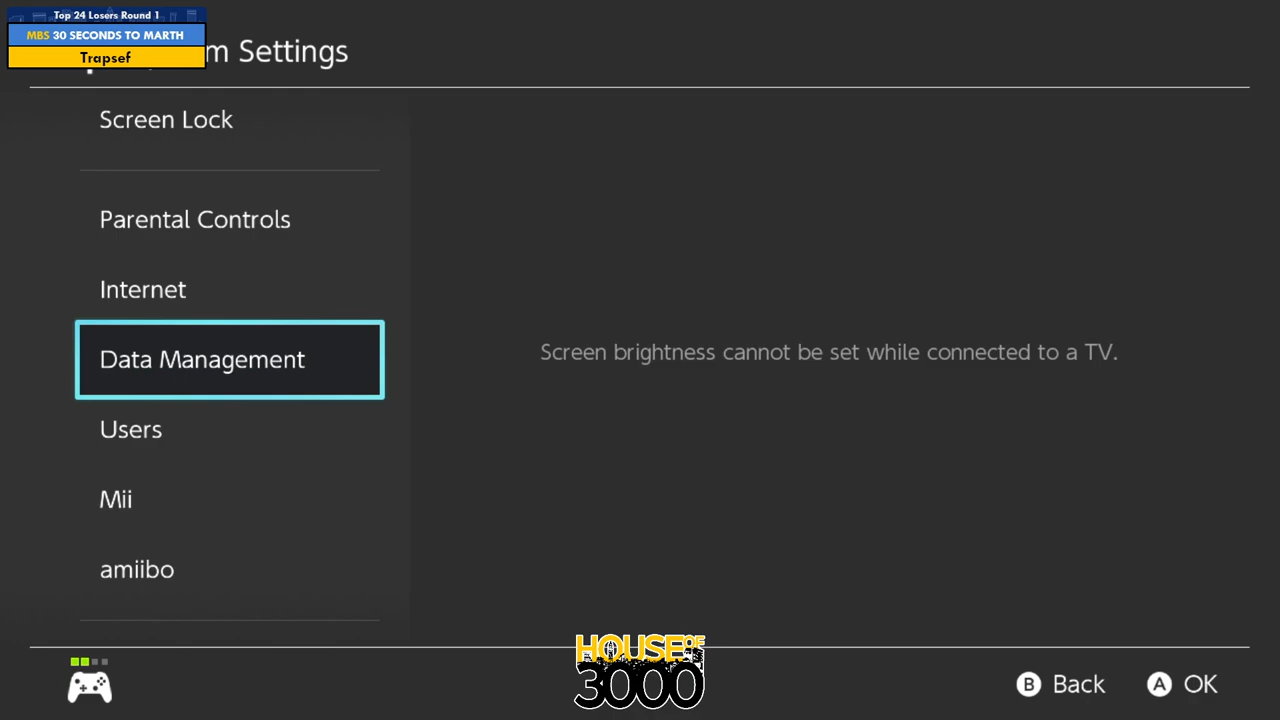 Top 24 Losers Round 1
MBS 30 SECONDS TO MARTH
Trapsef
m Settings
Screen Lock
Parental Controls
Internet
Data Management
Screen brightness cannot be set while connected to a TV.
Users
Mii
amiibo
HOUSE OF
3000
B Back
A OK